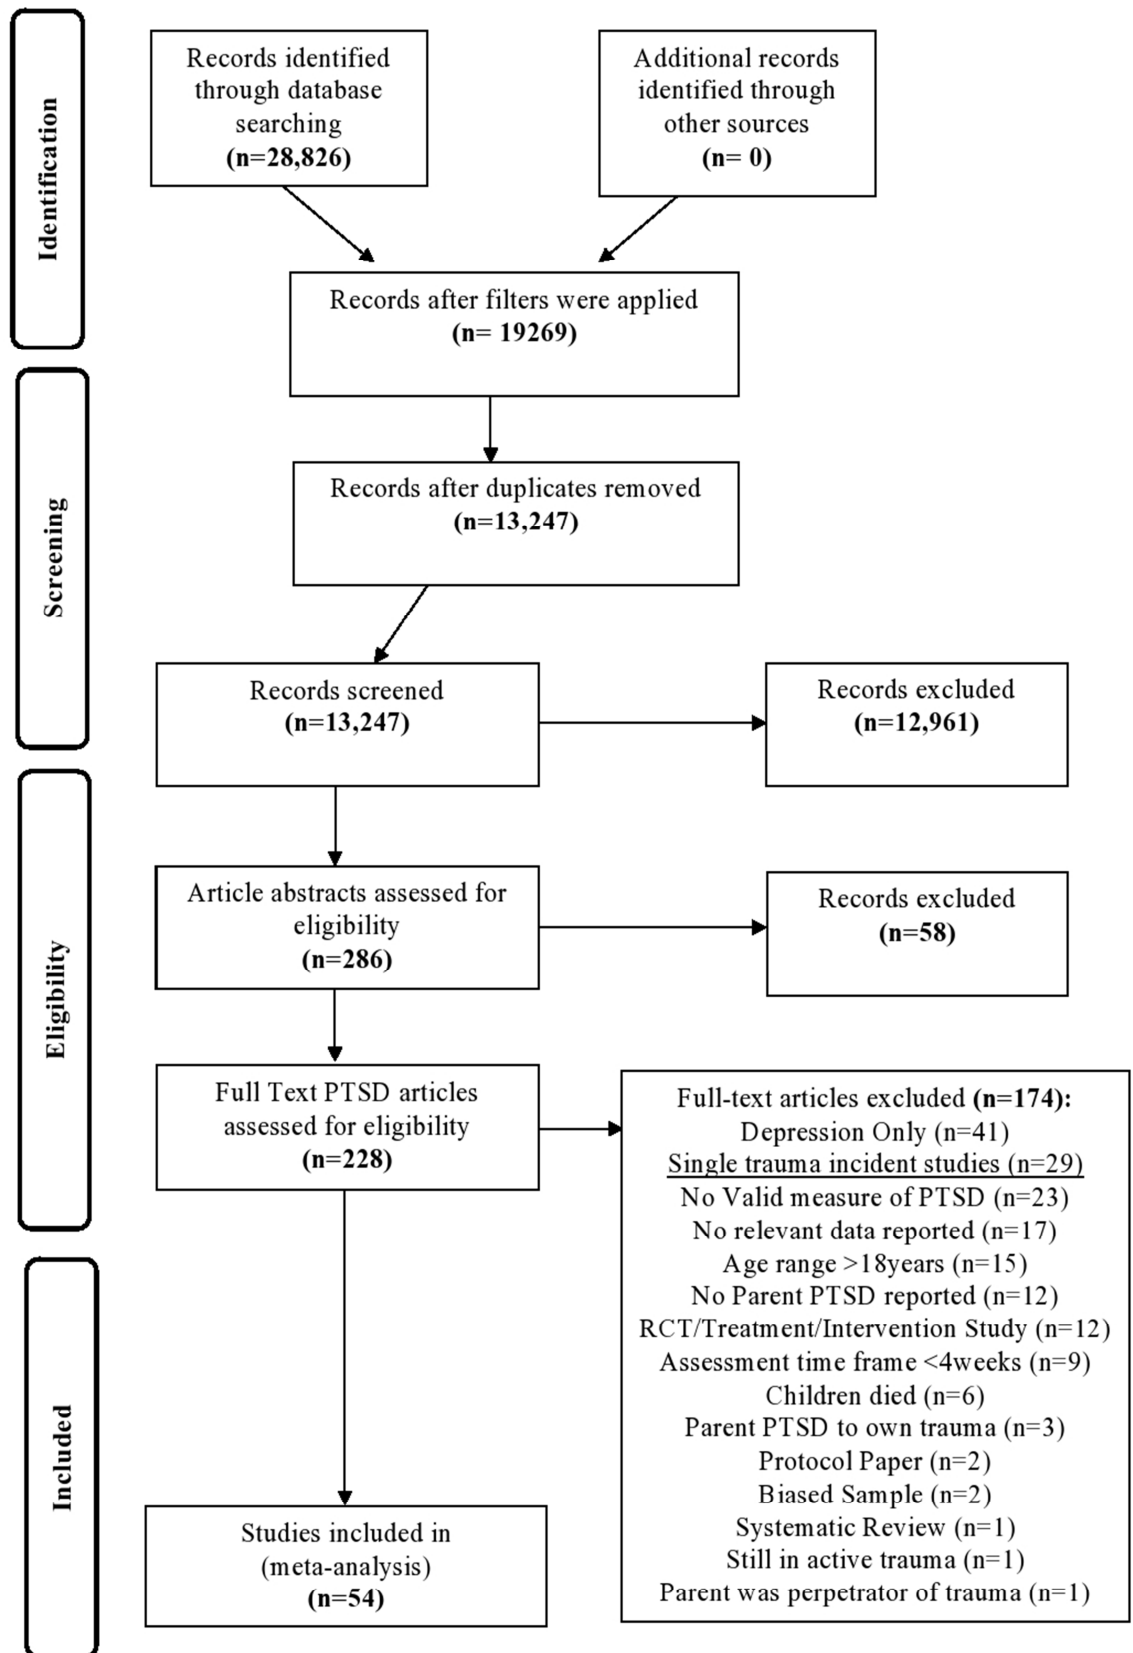 Identification
Records identified
through database
searching
(n=28,826)
Additional records
identified through
other sources
(n= 0)
Records after filters were applied
(n= 19269)
Screening
Records after duplicates removed
(n=13,247)
Records screened
(n=13,247)
Records excluded
(n=12,961)
Eligibility
Article abstracts assessed for
eligibility
(n=286)
Records excluded
(n=58)
Full Text PTSD articles
assessed for eligibility
(n=228)
Full-text articles excluded (n=174):
Depression Only (n=41)
Single trauma incident studies (n=29)
No Valid measure of PTSD (n=23)
No relevant data reported (n=17)
Age range >18years (n=15)
No Parent PTSD reported (n=12)
RCT/Treatment/Intervention Study (n=12)
Assessment time frame <4weeks (n=9)
Children died (n=6)
Parent PTSD to own trauma (n=3)
Protocol Paper (n=2)
Biased Sample (n=2)
Systematic Review (n=1)
Still in active trauma (n=1)
Parent was perpetrator of trauma (n=1)
Included
Studies included in
(meta-analysis)
(n=54)